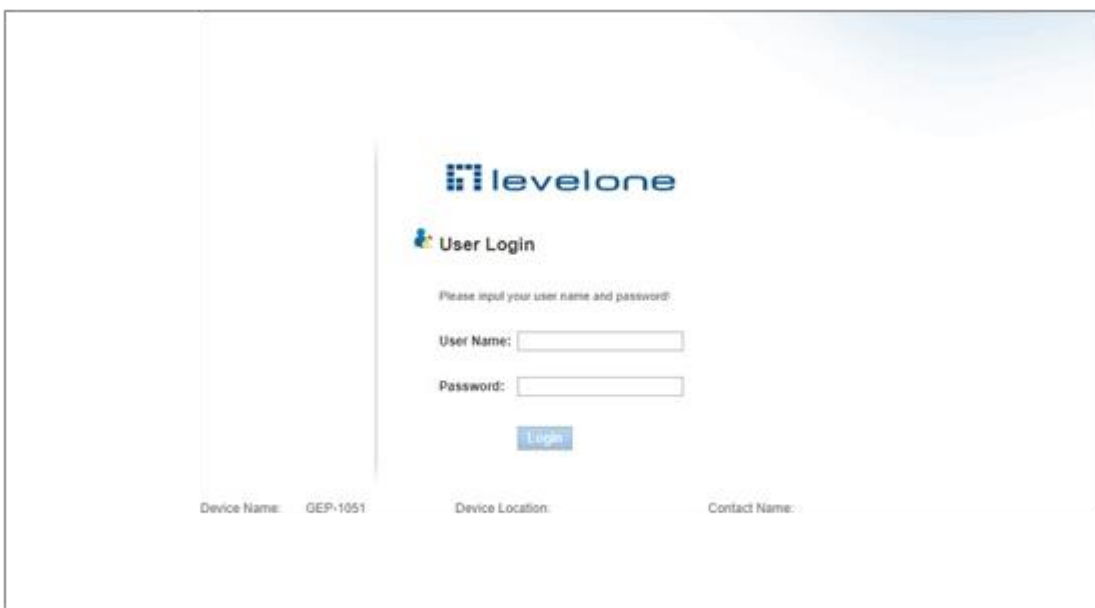 levelone
User Login
Please input your user name and password!
User Name:
Password:
Login
Device Name: GEP-1051 Device Location: Contact Name: